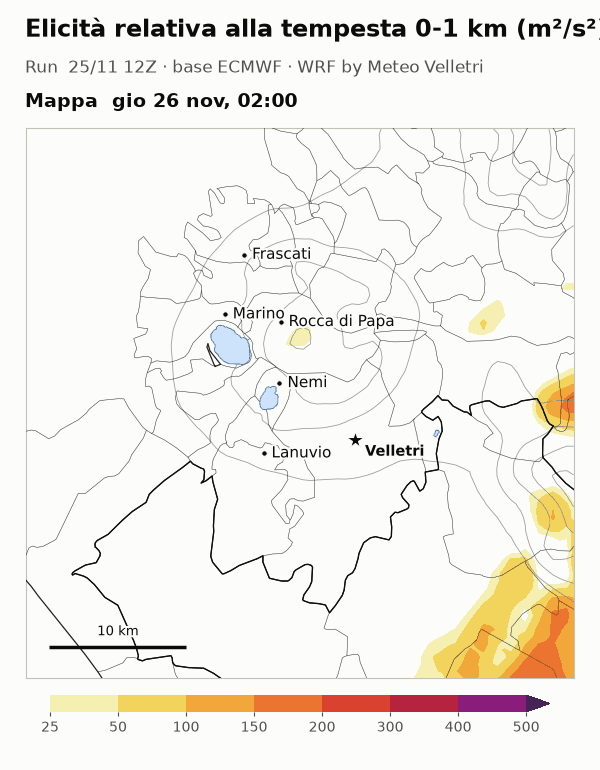 Elicità relativa alla tempesta 0-1 km (m²/s²)
Run  25/11 12Z · base ECMWF · WRF by Meteo Velletri
Mappa  gio 26 nov, 02:00
Frascati
Marino
Rocca di Papa
Nemi
Velletri
Lanuvio
10 km
25 50 100 150 200 300 400 500